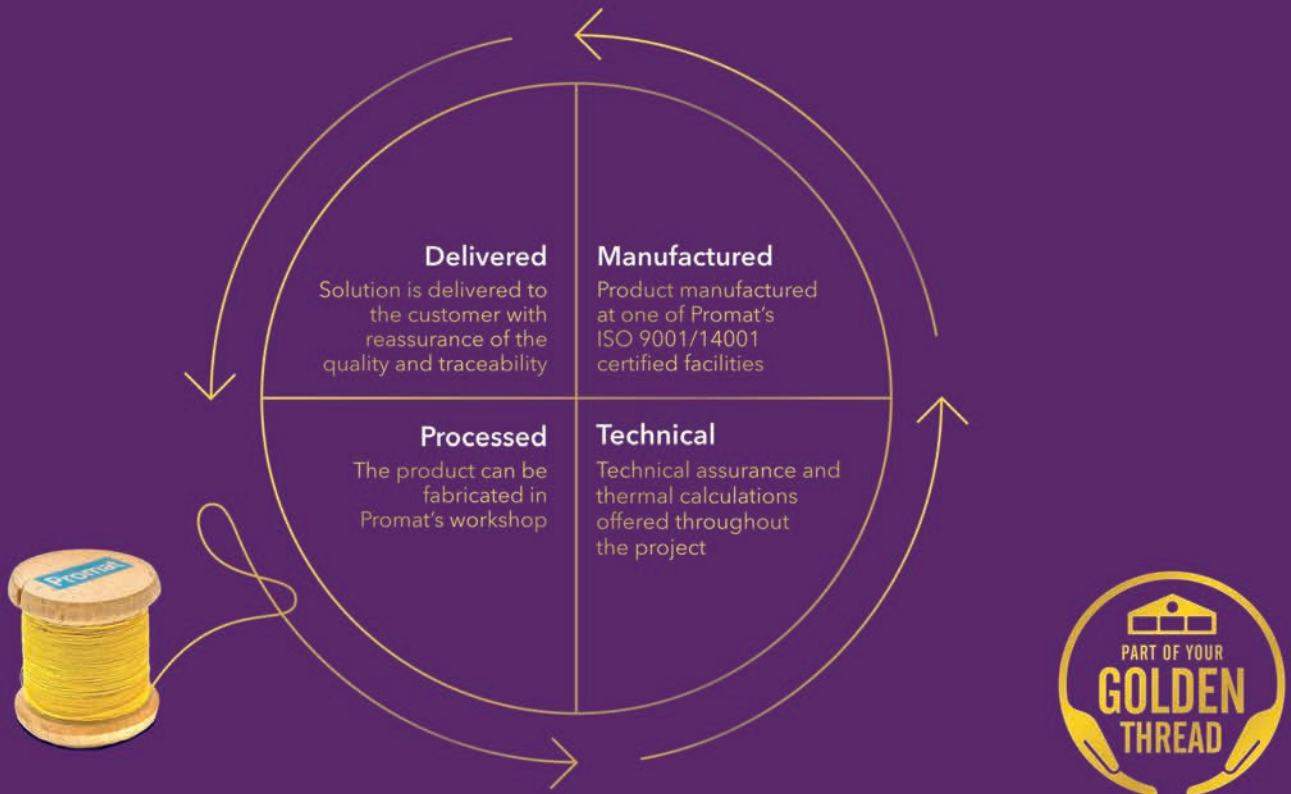 Delivered
Solution is delivered to
the customer with
reassurance of the
quality and traceability
Manufactured
Product manufactured
at one of Promat's
ISO 9001/14001
certified facilities
Processed
The product can be
fabricated in
Promat's workshop
Technical
Technical assurance and
thermal calculations
offered throughout
the project
Promat
PART OF YOUR
GOLDEN
THREAD